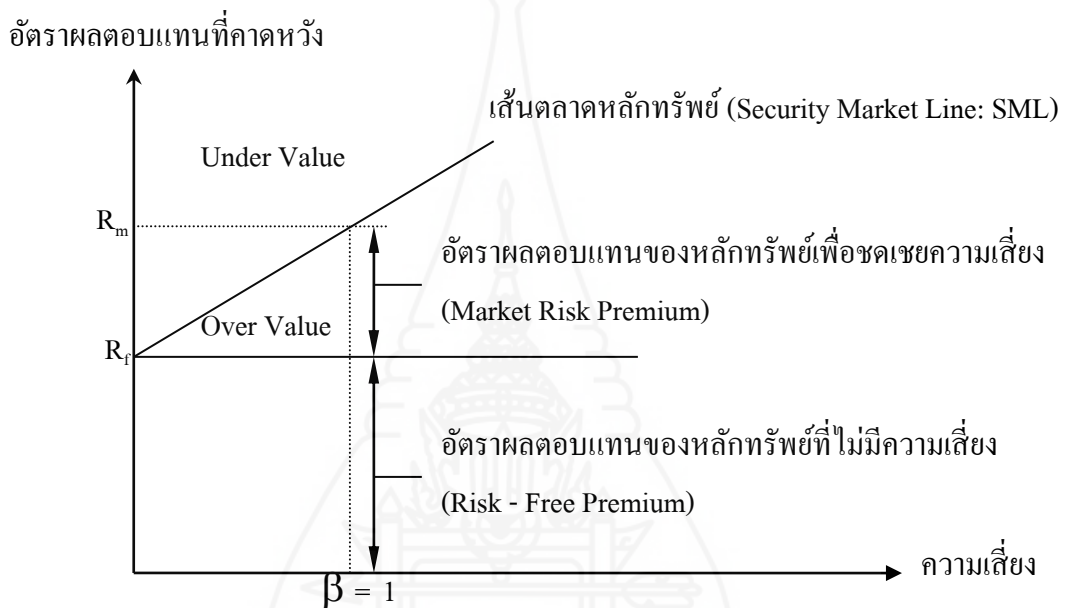 อัตราผลตอบแทนที่คาดหวัง
เส้นตลาดหลักทรัพย์ (Security Market Line: SML)
Under Value
Rm
อัตราผลตอบแทนของหลักทรัพย์เพื่อชดเชยความเสี่ยง
(Market Risk Premium)
Over Value
Rf
อัตราผลตอบแทนของหลักทรัพย์ที่ไม่มีความเสี่ยง
(Risk - Free Premium)
ความเสี่ยง
β = 1